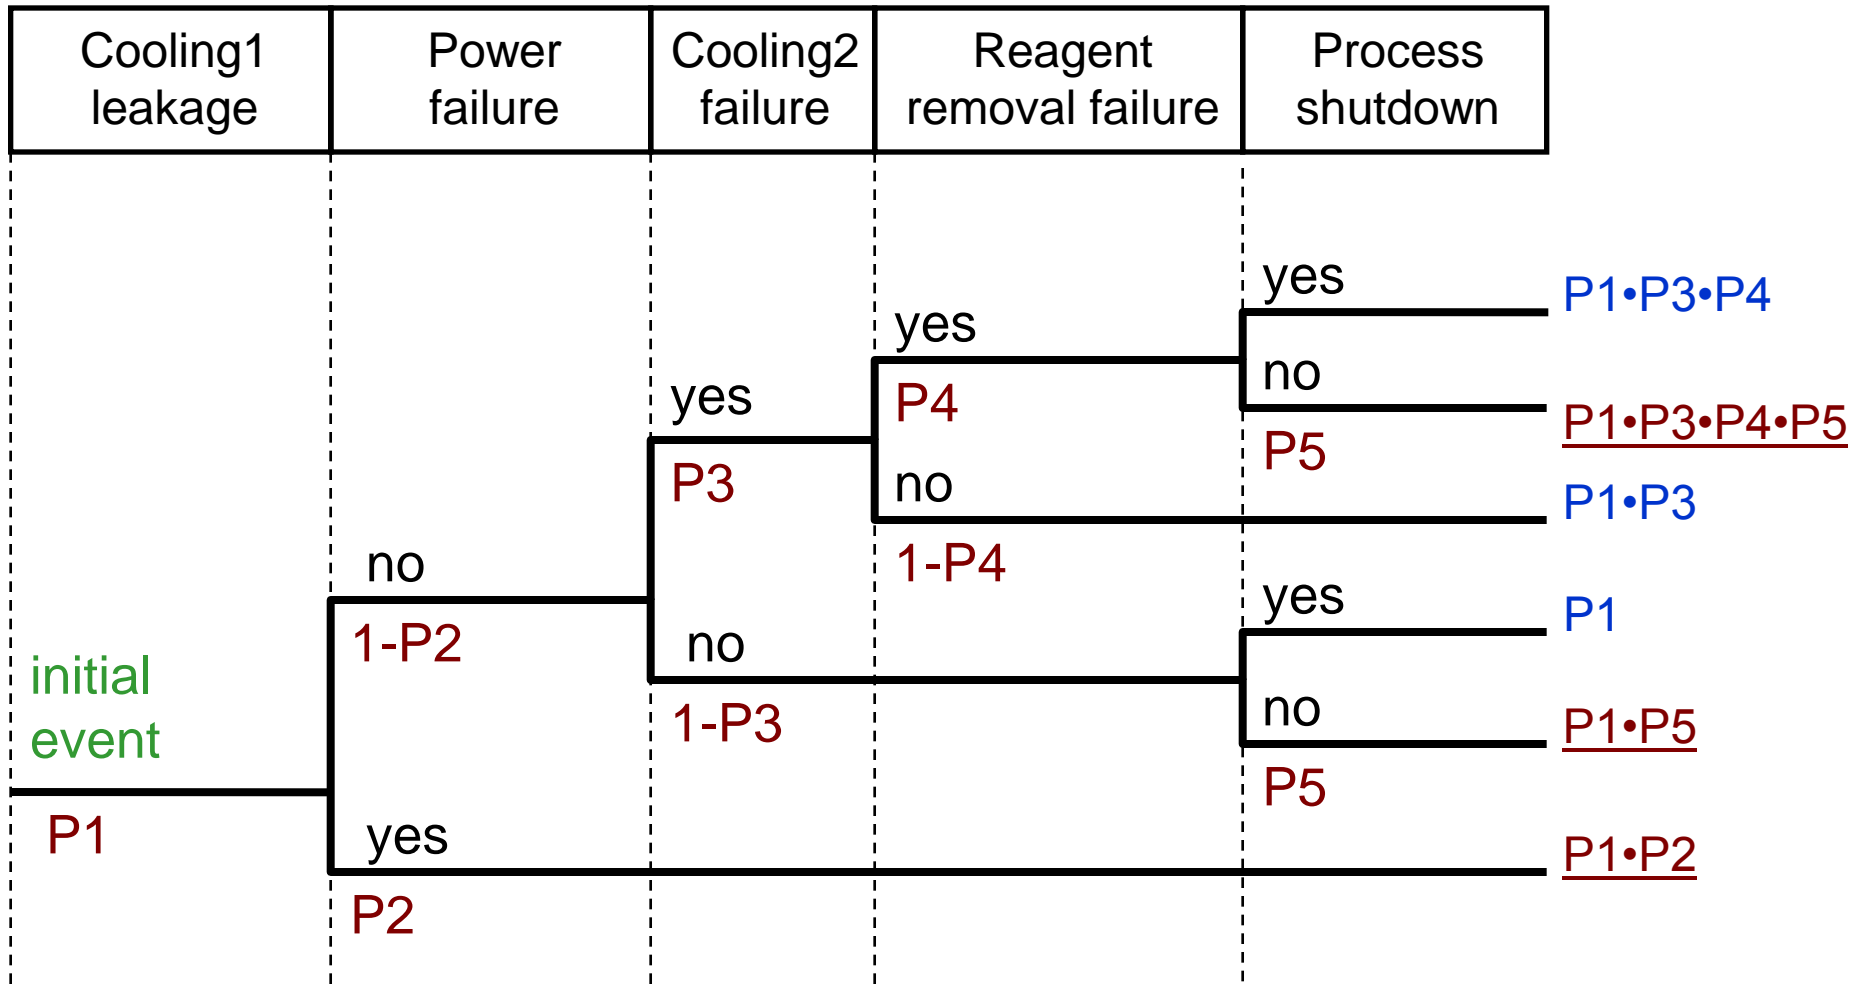 Cooling1
leakage
Power
failure
Cooling2
failure
Reagent
removal failure
Process
shutdown
yes
P1•P3•P4
yes
no
P4
P1•P3•P4•P5
yes
P5
P3
no
P1•P3
no
1-P4
yes
P1
1-P2
no
initial
event
1-P3
no
P1•P5
P5
P1
yes
P1•P2
P2